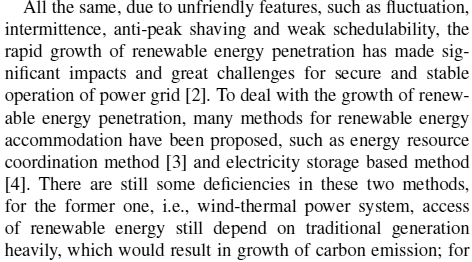 All the same, due to unfriendly features, such as fluctuation,
intermittence, anti-peak shaving and weak schedulability, the
rapid growth of renewable energy penetration has made sig-
nificant impacts and great challenges for secure and stable
operation of power grid [2]. To deal with the growth of renew-
able energy penetration, many methods for renewable energy
accommodation have been proposed, such as energy resource
coordination method [3] and electricity storage based method
[4]. There are still some deficiencies in these two methods,
for the former one, i.e., wind-thermal power system, access
of renewable energy still depend on traditional generation
heavily, which would result in growth of carbon emission; for